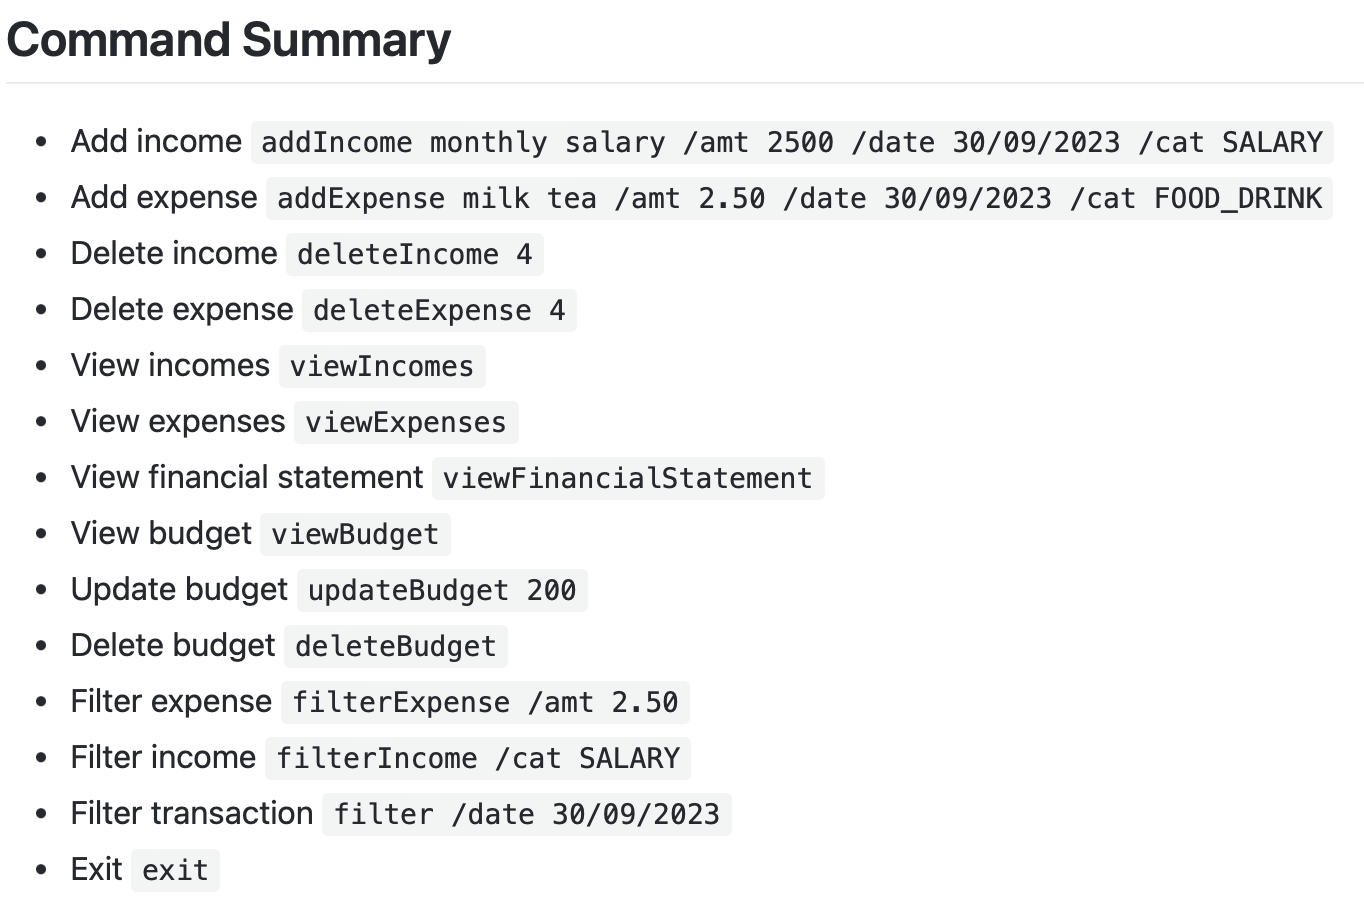 Command Summary
Add income addIncome monthly salary /amt 2500 /date 30/09/2023 /cat SALARY
Add expense addExpense milk tea /amt 2.50 /date 30/09/2023 /cat FOOD_DRINK
Delete income deleteIncome 4
Delete expense deleteExpense 4
View incomes viewIncomes
View expenses viewExpenses
View financial statement viewFinancialStatement
View budget viewBudget
Update budget updateBudget 200
Delete budget deleteBudget
Filter expense filterExpense /amt 2.50
Filter income filterIncome /cat SALARY
Filter transaction filter /date 30/09/2023
Exit exit